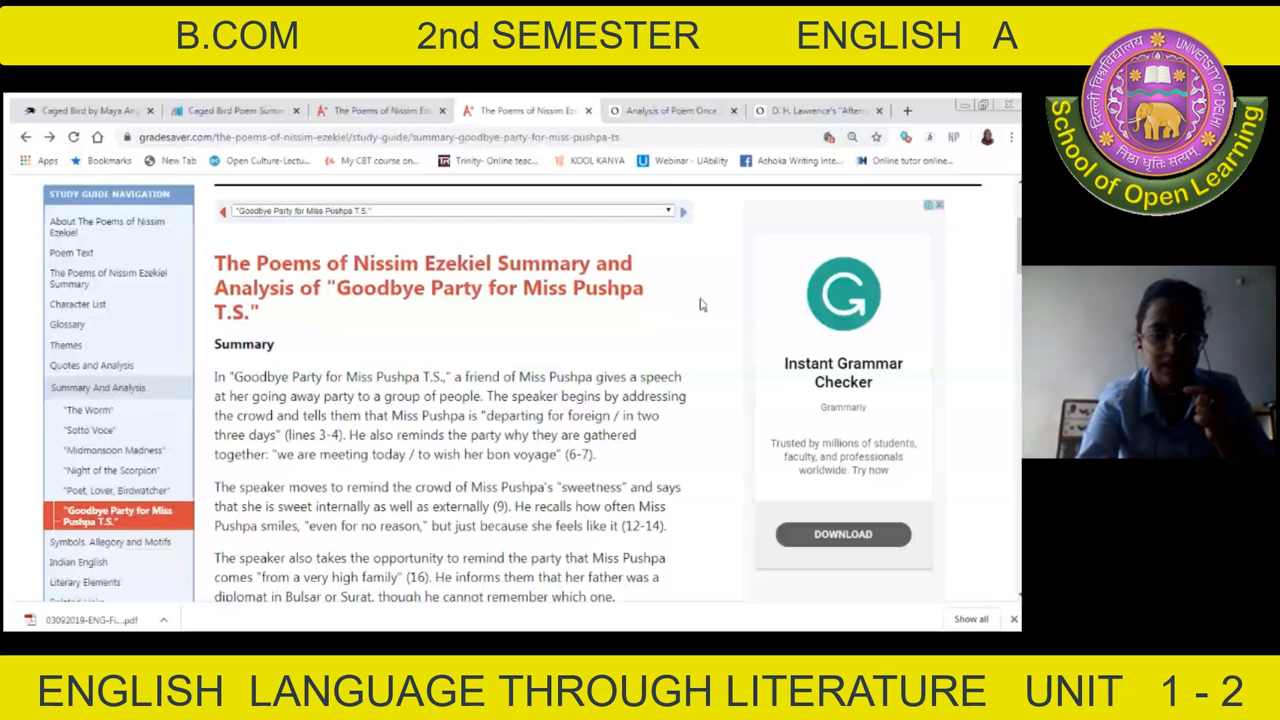 B.COM 2nd SEMESTER ENGLISH A
दिल्ली विश्वविद्यालय UNIVERSITY OF DELHI
निष्ठा धृतिः सत्यम्
School of Open Learning
Caged Bird by Maya An
Caged Bird Poem Summ
The Poems of Nissim Ez
The Poems of Nissim Ez
Analysis of Poem Once
D. H. Lawrence's "After
gradesaver.com/the-poems-of-nissim-ezekiel/study-guide/summary-goodbye-party-for-miss-pushpa-ts
NP
Apps
Bookmarks
New Tab
Open Culture-Lectu...
My CBT course on...
Trinity- Online teac...
KOOL KANYA
Webinar - UAbility
Ashoka Writing inte...
Online tutor online...
STUDY GUIDE NAVIGATION
About The Poems of Nissim
Ezekiel
Poem Text
The Poems of Nissim Ezekiel
Summary
Character List
Glossary
Themes
Quotes and Analysis
Summary And Analysis
"The Worm"
"Sotto Voce"
"Midmonsoon Madness"
"Night of the Scorpion"
"Poet, Lover, Birdwatcher"
"Goodbye Party for Miss
Pushpa T.S."
Symbols, Allegory and Motifs
Indian English
Literary Elements
Related Links
"Goodbye Party for Miss Pushpa T.S."
The Poems of Nissim Ezekiel Summary and
Analysis of "Goodbye Party for Miss Pushpa
T.S."
Summary
In "Goodbye Party for Miss Pushpa T.S.," a friend of Miss Pushpa gives a speech
at her going away party to a group of people. The speaker begins by addressing
the crowd and tells them that Miss Pushpa is "departing for foreign / in two
three days" (lines 3-4). He also reminds the party why they are gathered
together: "we are meeting today / to wish her bon voyage" (6-7).
The speaker moves to remind the crowd of Miss Pushpa's "sweetness" and says
that she is sweet internally as well as externally (9). He recalls how often Miss
Pushpa smiles, "even for no reason," but just because she feels like it (12-14).
The speaker also takes the opportunity to remind the party that Miss Pushpa
comes "from a very high family" (16). He informs them that her father was a
diplomat in Bulsar or Surat, though he cannot remember which one.
Instant Grammar
Checker
Grammarly
Trusted by millions of students,
faculty, and professionals
worldwide. Try now
DOWNLOAD
03092019-ENG-Fi....pdf
Show all
ENGLISH LANGUAGE THROUGH LITERATURE UNIT 1 - 2